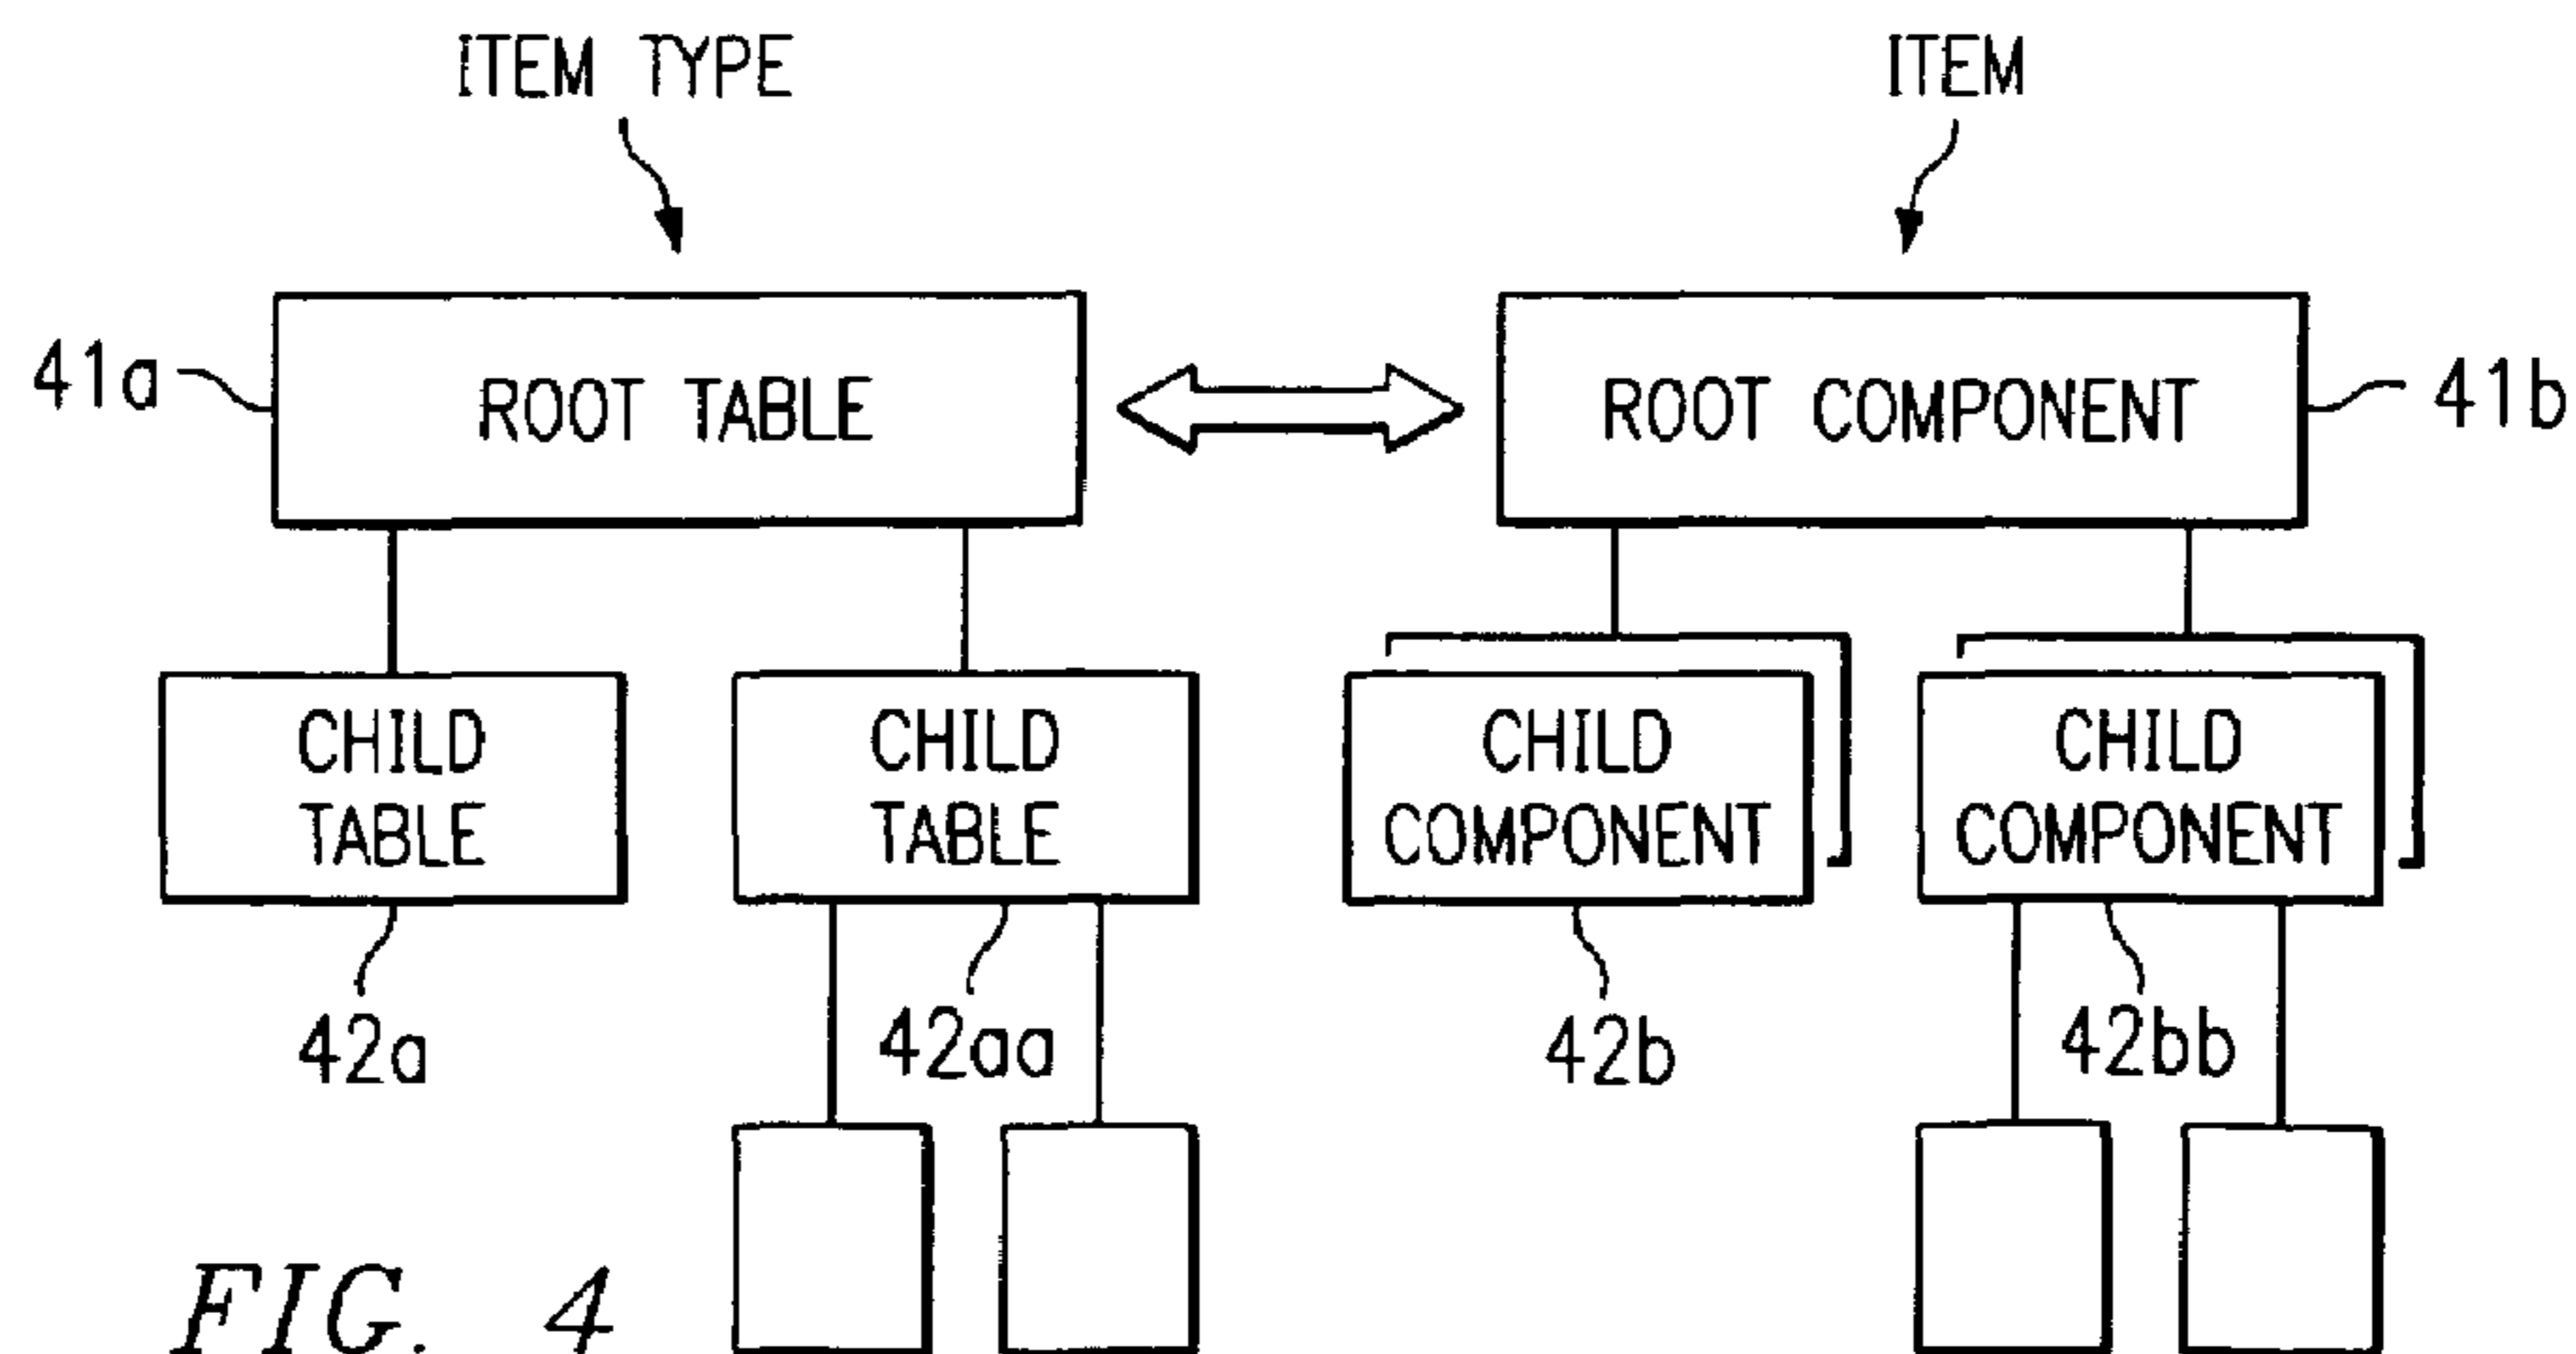 ITEM TYPE
ITEM
41a
ROOT TABLE
ROOT COMPONENT
41b
CHILD
TABLE
CHILD
TABLE
CHILD
COMPONENT
CHILD
COMPONENT
42a
42aa
42b
42bb
FIG. 4